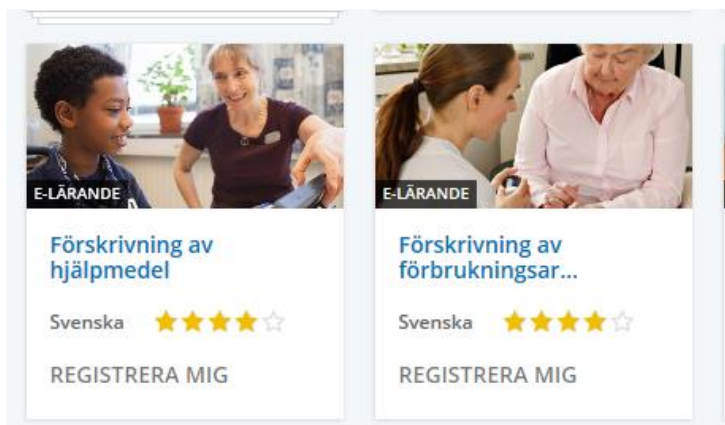 E-LÄRANDE
Förskrivning av
hjälpmedel
Svenska
REGISTRERA MIG
E-LÄRANDE
Förskrivning av
förbrukningsar...
Svenska
REGISTRERA MIG